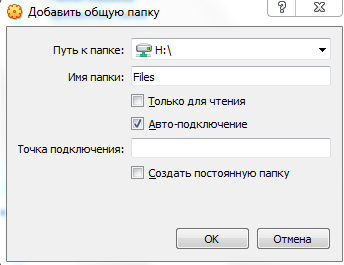 Добавить общую папку
Путь к папке: H:\
Имя папки: Files
Только для чтения
Авто-подключение
Точка подключения:
Создать постоянную папку
OK Отмена